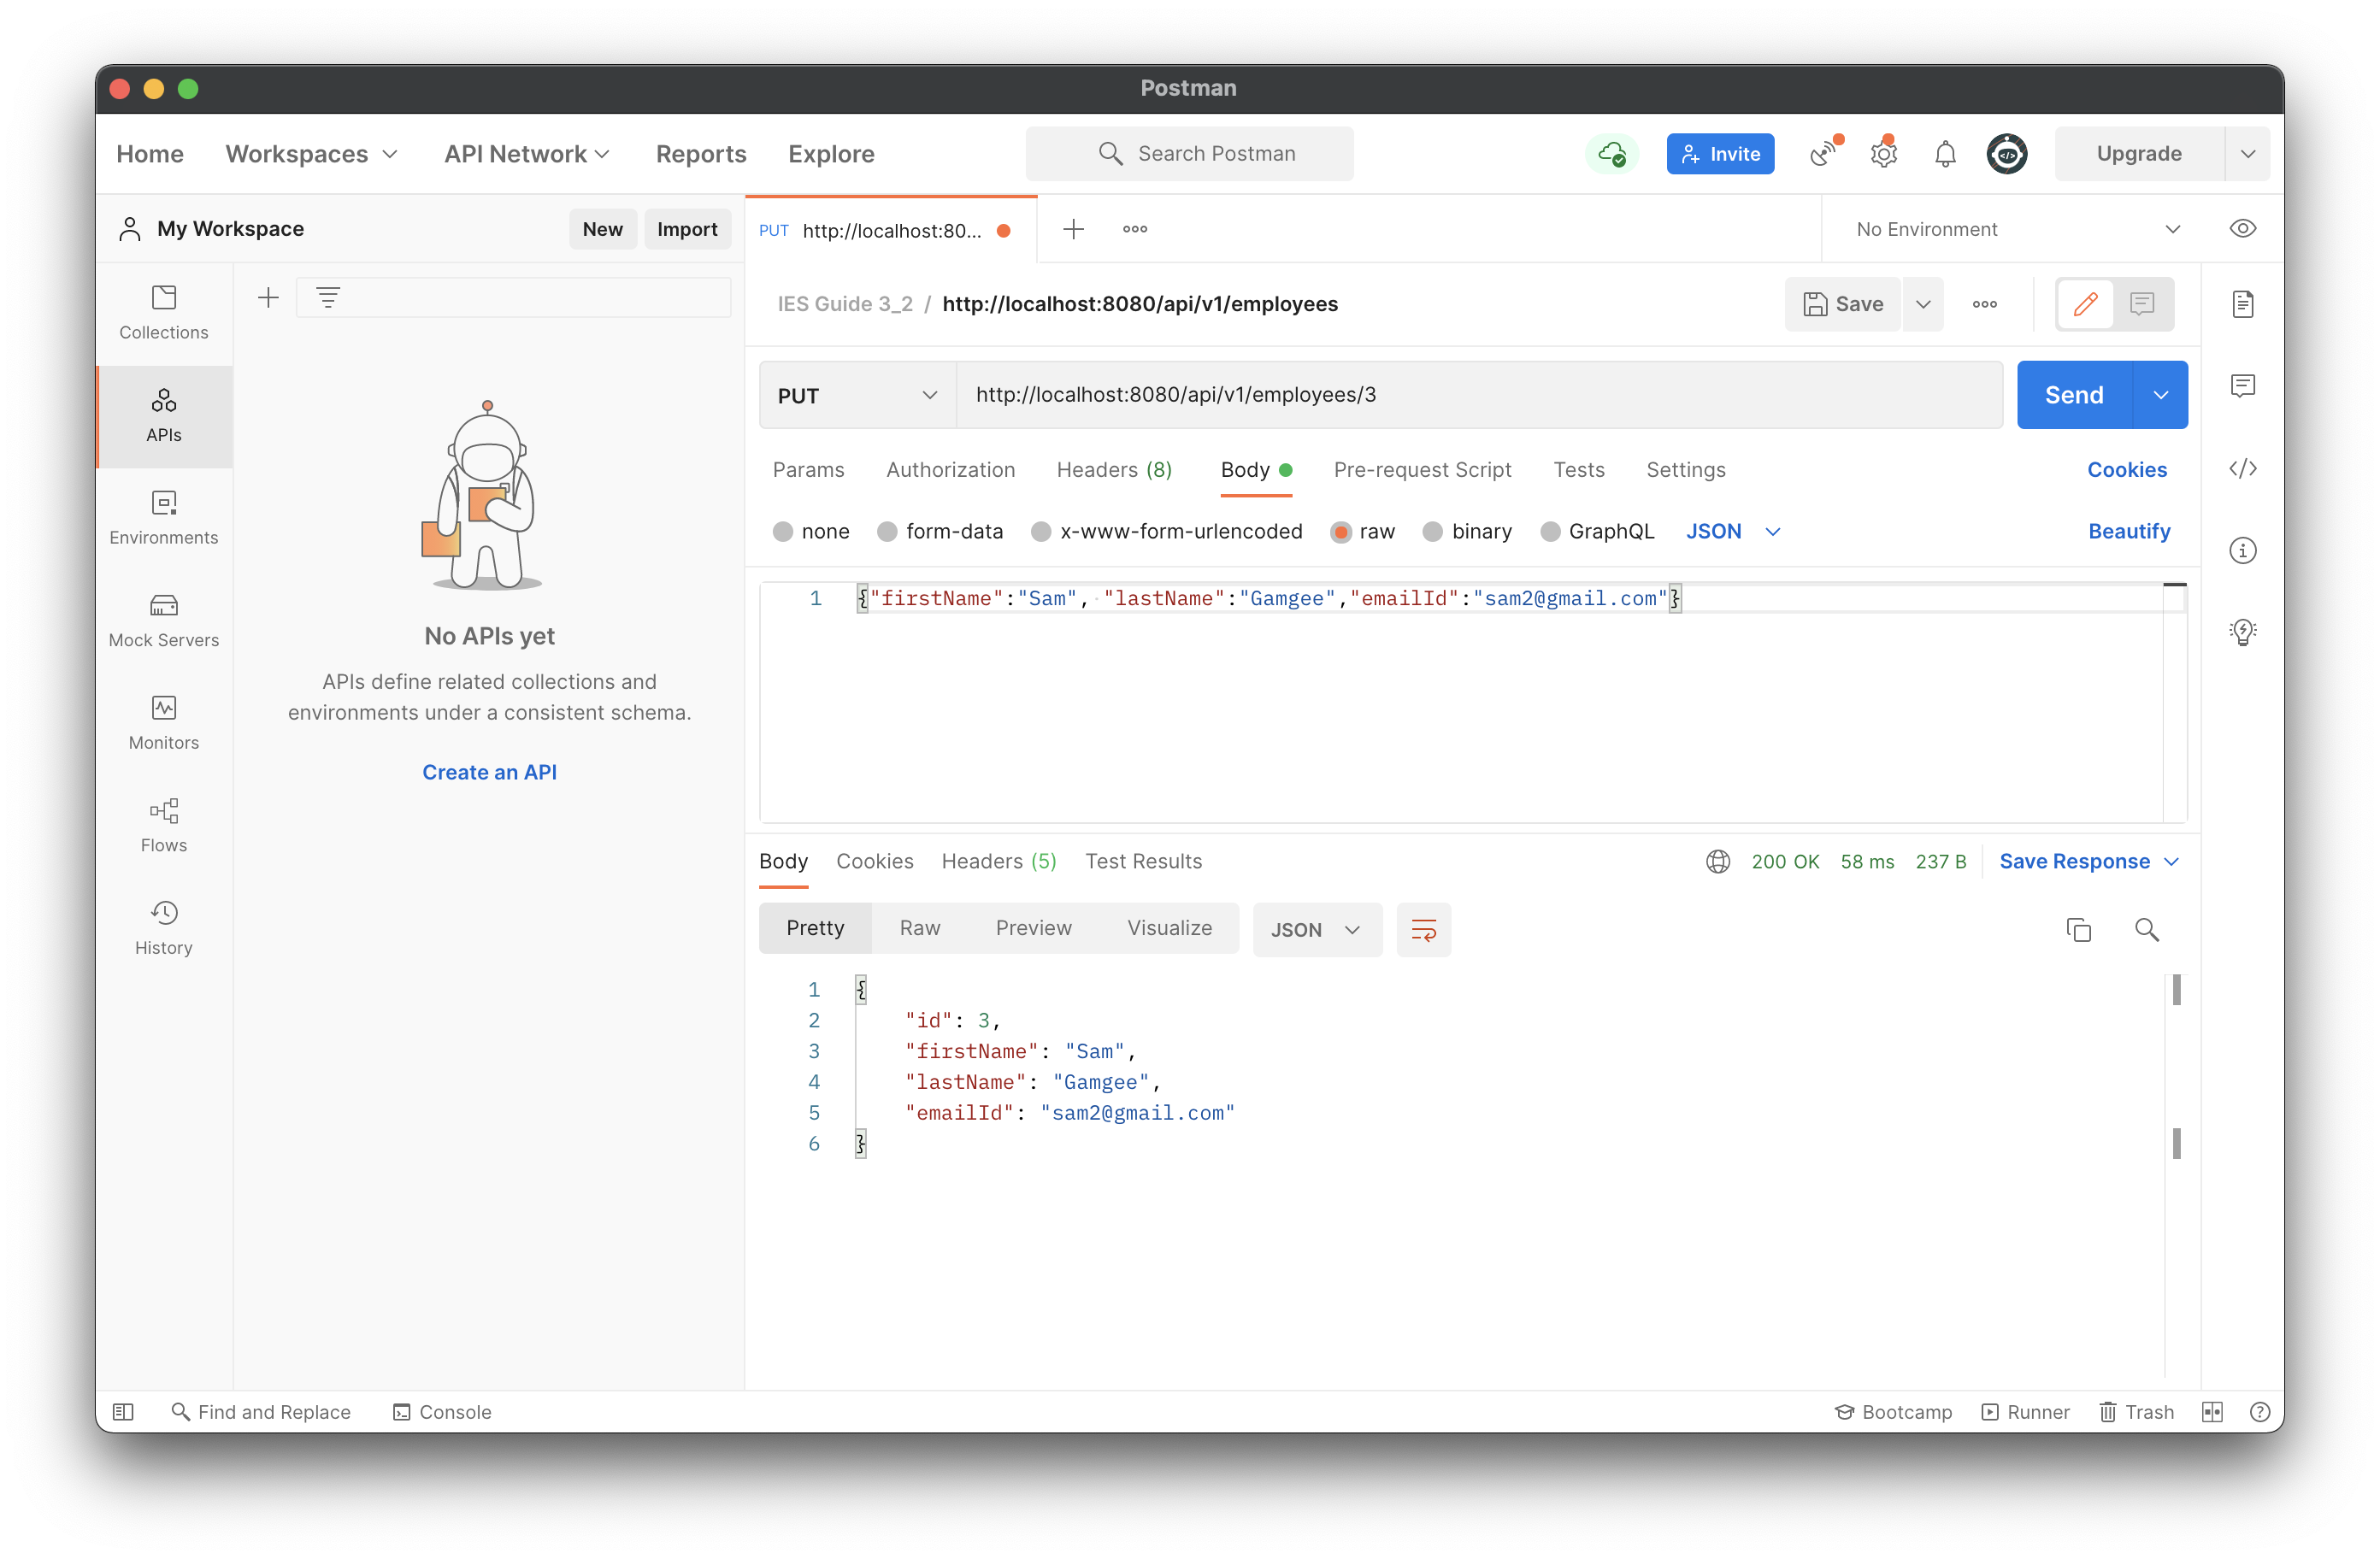 Postman
Home Workspaces API Network Reports Explore Search Postman Invite Upgrade
My Workspace New Import PUT http://localhost:80... No Environment
IES Guide 3_2 / http://localhost:8080/api/v1/employees Save
PUT http://localhost:8080/api/v1/employees/3 Send
Params Authorization Headers (8) Body Pre-request Script Tests Settings Cookies
none form-data x-www-form-urlencoded raw binary GraphQL JSON Beautify
1 {"firstName":"Sam", "lastName":"Gamgee","emailId":"sam2@gmail.com"}
Collections
APIs
Environments
Mock Servers
Monitors
Flows
History
No APIs yet
APIs define related collections and
environments under a consistent schema.
Create an API
Body Cookies Headers (5) Test Results 200 OK 58 ms 237 B Save Response
Pretty Raw Preview Visualize JSON
1 {
2 "id": 3,
3 "firstName": "Sam",
4 "lastName": "Gamgee",
5 "emailId": "sam2@gmail.com"
6 }
Find and Replace Console Bootcamp Runner Trash